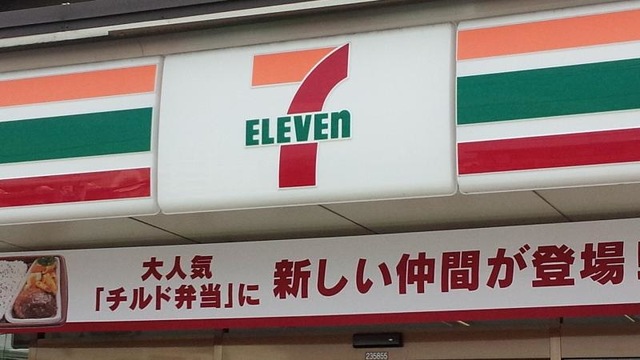 7
ELEVEn
大人気
「チルド弁当」に
新しい仲間が登場!
235855